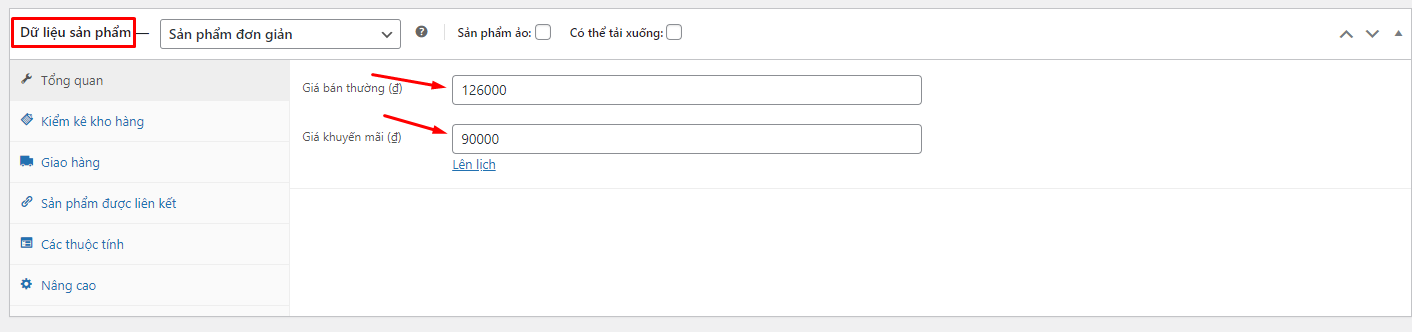 Dữ liệu sản phẩm — Sản phẩm đơn giản Sản phẩm ảo: Có thể tải xuống:
Tổng quan
Kiểm kê kho hàng
Giao hàng
Sản phẩm được liên kết
Các thuộc tính
Nâng cao
Giá bán thường (₫) 126000
Giá khuyến mãi (₫) 90000
Lên lịch